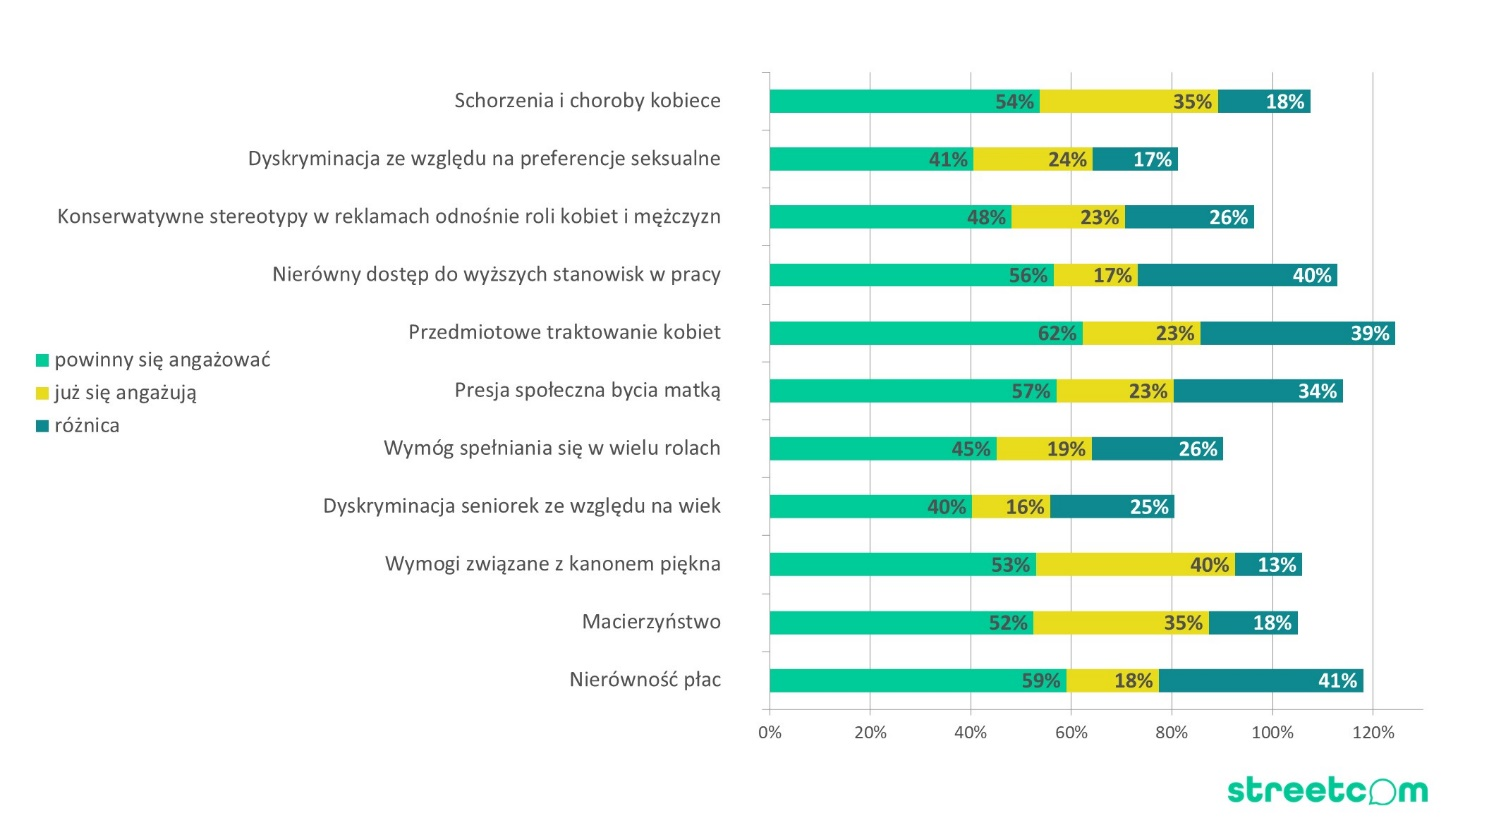 Schorzenia i choroby kobiece 54% 35% 18%
Dyskryminacja ze względu na preferencje seksualne 41% 24% 17%
Konserwatywne stereotypy w reklamach odnośnie roli kobiet i mężczyzn 48% 23% 26%
Nierówny dostęp do wyższych stanowisk w pracy 56% 17% 40%
Przedmiotowe traktowanie kobiet 62% 23% 39%
powinny się angażować
już się angażują
różnica
Presja społeczna bycia matką 57% 23% 34%
Wymóg spełniania się w wielu rolach 45% 19% 26%
Dyskryminacja seniorek ze względu na wiek 40% 16% 25%
Wymogi związane z kanonem piękna 53% 40% 13%
Macierzyństwo 52% 35% 18%
Nierówność płac 59% 18% 41%
0% 20% 40% 60% 80% 100% 120%
streetcom